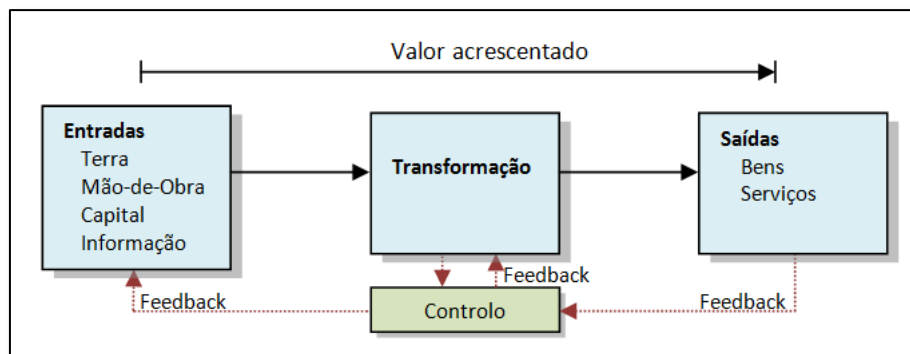 Valor acrescentado
Entradas
Terra
Mão-de-Obra
Capital
Informação
Transformação
Saídas
Bens
Serviços
Feedback
Feedback
Feedback
Controlo